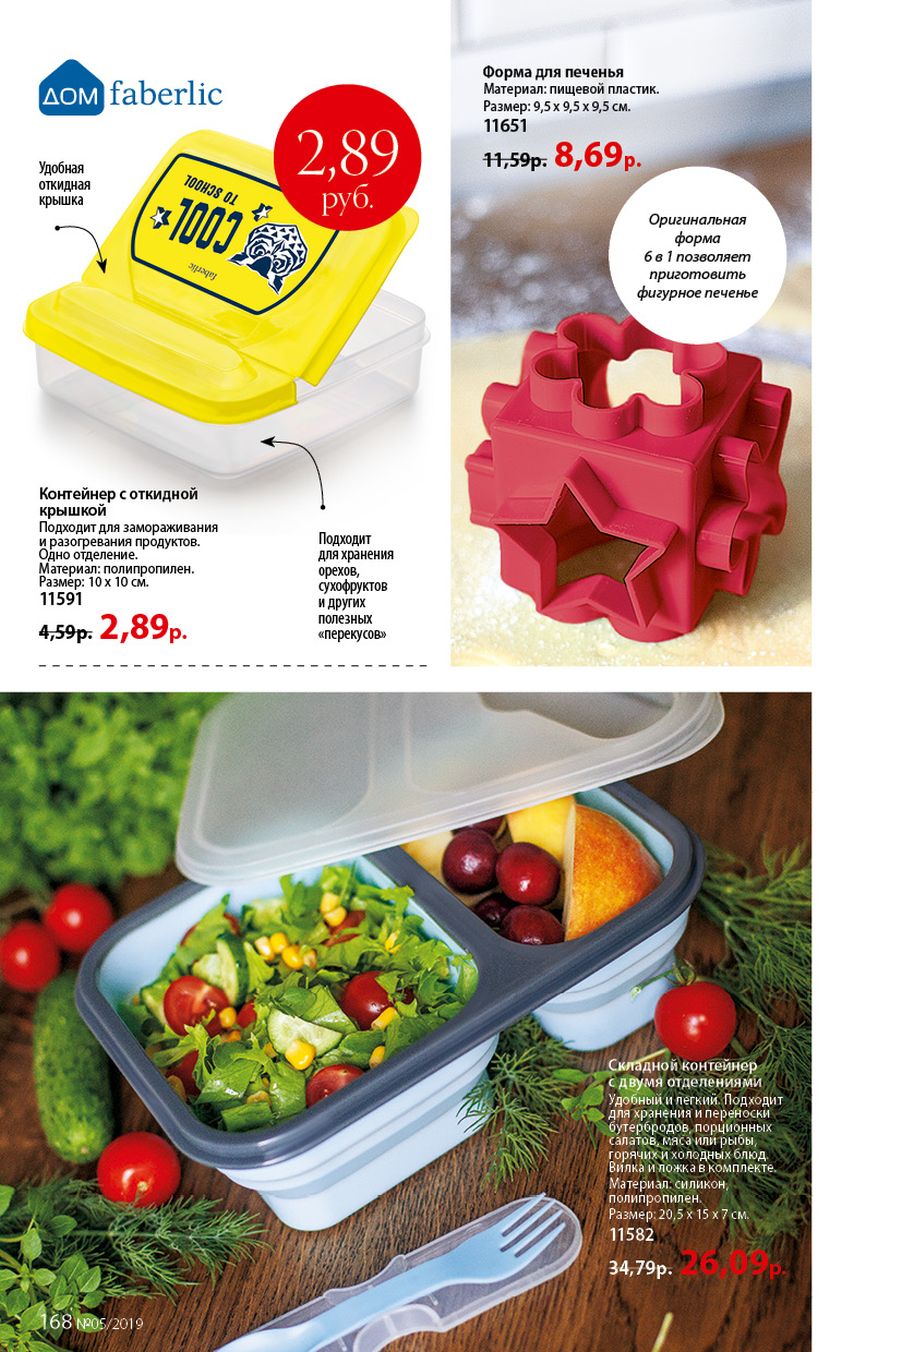 ДОМ faberlic
2,89
руб.
Удобная
откидная
крышка
COOL
TO SCHOOL
faberlic
Контейнер с откидной
крышкой
Подходит для замораживания
и разогревания продуктов.
Одно отделение.
Материал: полипропилен.
Размер: 10 х 10 см.
11591
4,59р. 2,89р.
Подходит
для хранения
орехов,
сухофруктов
и других
полезных
«перекусов»
Форма для печенья
Материал: пищевой пластик.
Размер: 9,5 х 9,5 х 9,5 см.
11651
11,59р. 8,69р.
Оригинальная
форма
6 в 1 позволяет
приготовить
фигурное печенье
Складной контейнер
с двумя отделениями
Удобный и легкий. Подходит
для хранения и переноски
бутербродов, порционных
салатов, мяса или рыбы,
горячих и холодных блюд.
Вилка и ложка в комплекте.
Материал: силикон,
полипропилен.
Размер: 20,5 х 15 х 7 см.
11582
34,79р. 26,09р.
168 №05/2019